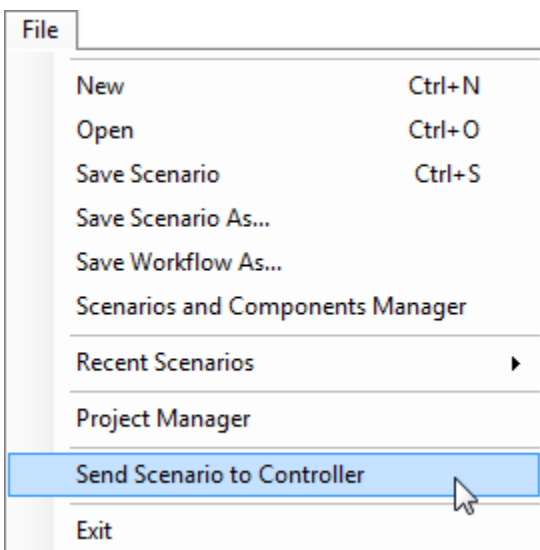 File
New Ctrl+N
Open Ctrl+O
Save Scenario Ctrl+S
Save Scenario As...
Save Workflow As...
Scenarios and Components Manager
Recent Scenarios
Project Manager
Send Scenario to Controller
Exit